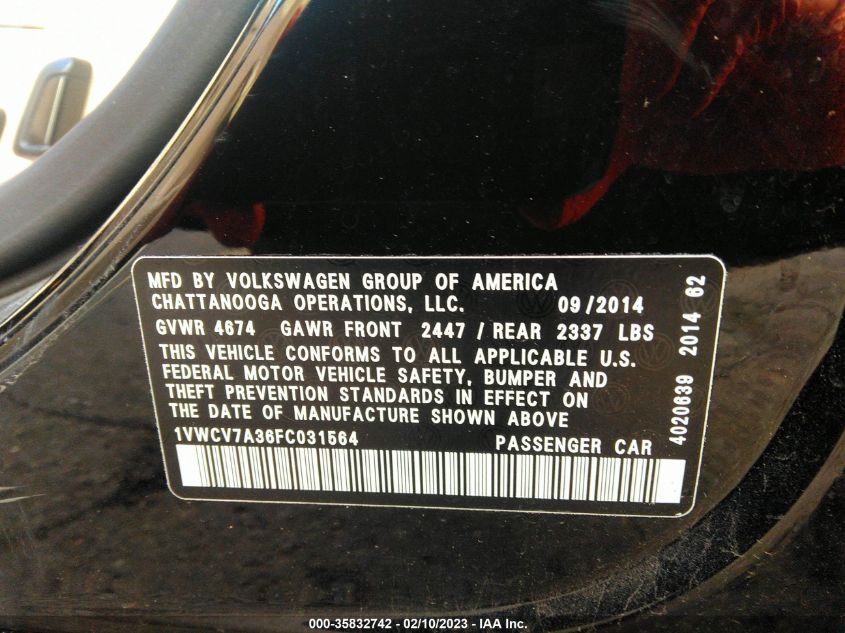 MFD BY VOLKSWAGEN GROUP OF AMERICA
CHATTANOOGA OPERATIONS, LLC. 09/2014
GVWR 4674 GAWR FRONT 2447 / REAR 2337 LBS
THIS VEHICLE CONFORMS TO ALL APPLICABLE U.S.
FEDERAL MOTOR VEHICLE SAFETY, BUMPER AND
THEFT PREVENTION STANDARDS IN EFFECT ON
THE DATE OF MANUFACTURE SHOWN ABOVE
1VWCV7A36FC031564 PASSENGER CAR
4020639 2014 62
000-35832742 - 02/10/2023 - IAA Inc.